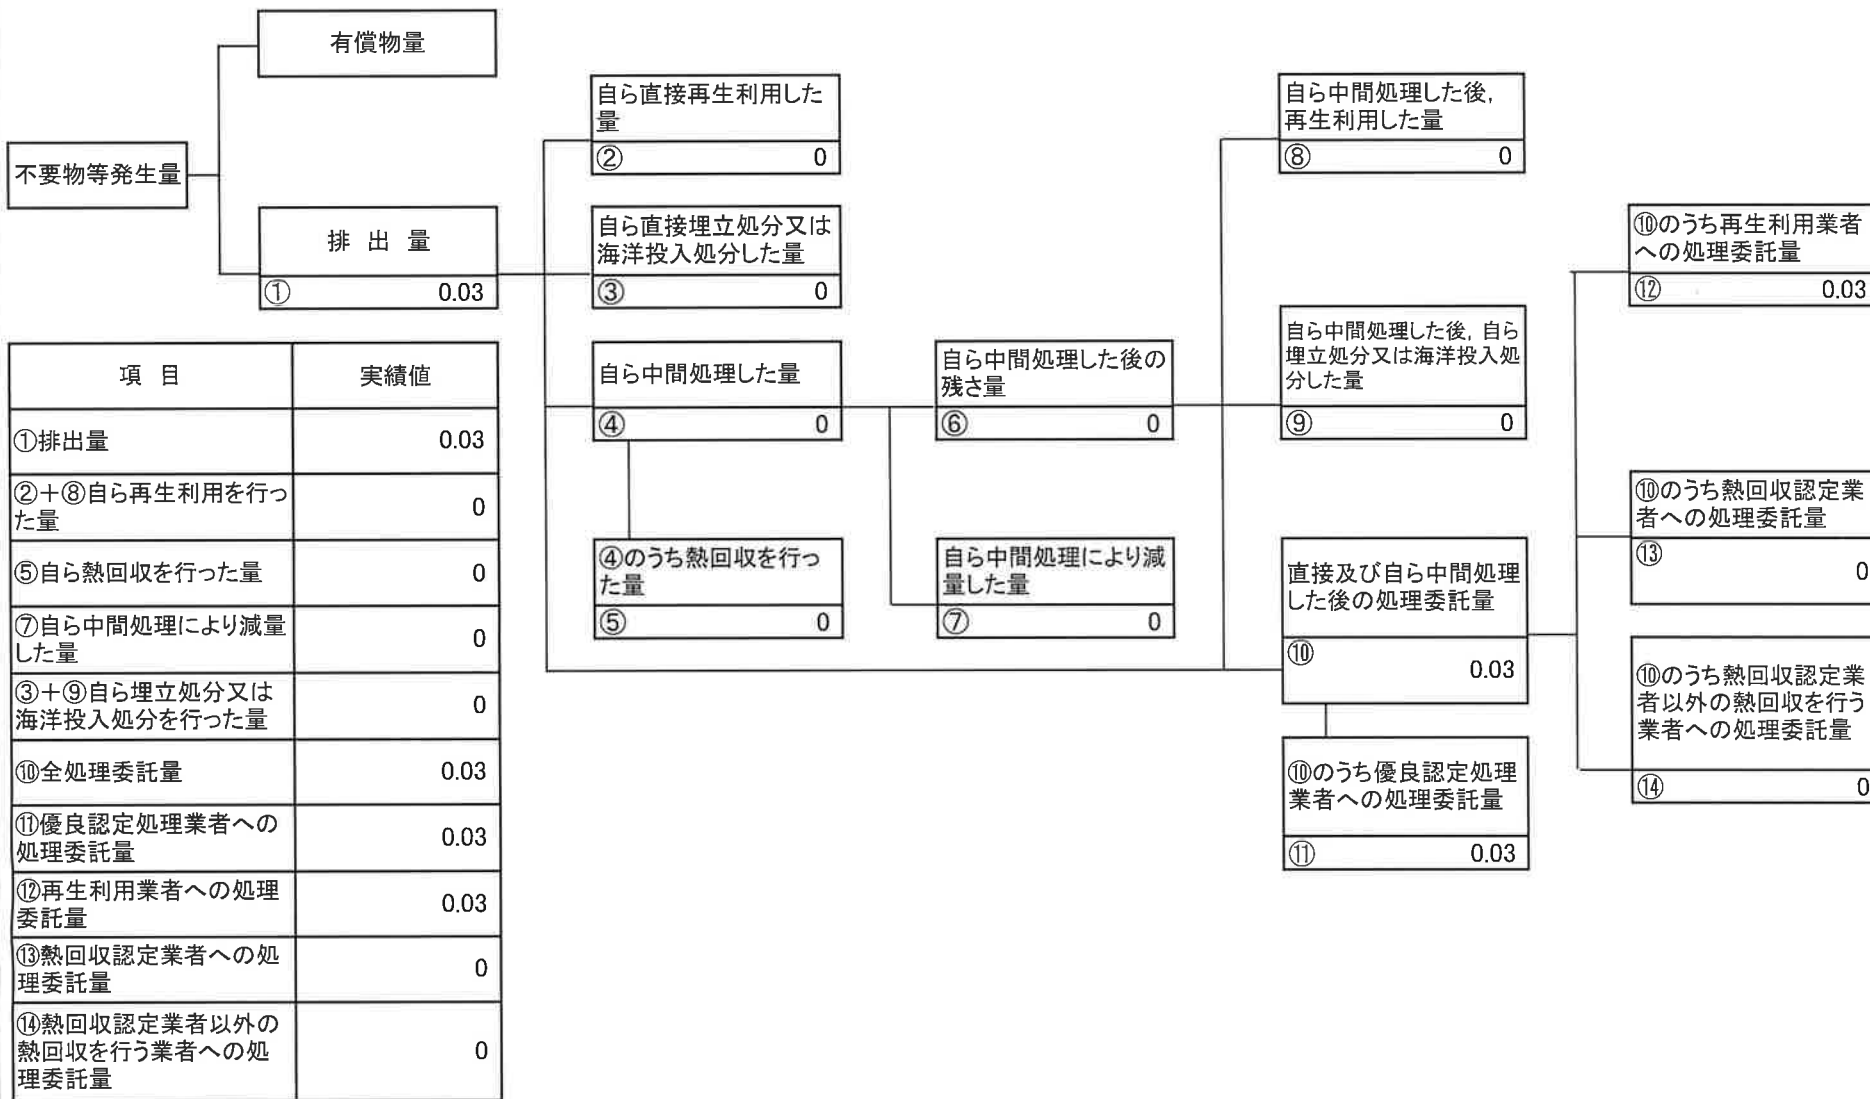 有償物量
不要物等発生量
排 出 量
① 0.03
自ら直接再生利用した
量
② 0
自ら直接埋立処分又は
海洋投入処分した量
③ 0
自ら中間処理した量
④ 0
④のうち熱回収を行っ
た量
⑤ 0
自ら中間処理した後の
残さ量
⑥ 0
自ら中間処理により減
量した量
⑦ 0
自ら中間処理した後,
再生利用した量
⑧ 0
自ら中間処理した後, 自ら
埋立処分又は海洋投入処
分した量
⑨ 0
直接及び自ら中間処理
した後の処理委託量
⑩ 0.03
⑩のうち優良認定処理
業者への処理委託量
⑪ 0.03
⑩のうち再生利用業者
への処理委託量
⑫ 0.03
⑩のうち熱回収認定業
者への処理委託量
⑬ 0
⑩のうち熱回収認定業
者以外の熱回収を行う
業者への処理委託量
⑭ 0
項 目 実績値
①排出量 0.03
②+⑧自ら再生利用を行っ
た量 0
⑤自ら熱回収を行った量 0
⑦自ら中間処理により減量
した量 0
③+⑨自ら埋立処分又は
海洋投入処分を行った量 0
⑩全処理委託量 0.03
⑪優良認定処理業者への
処理委託量 0.03
⑫再生利用業者への処理
委託量 0.03
⑬熱回収認定業者への処
理委託量 0
⑭熱回収認定業者以外の
熱回収を行う業者への処
理委託量 0